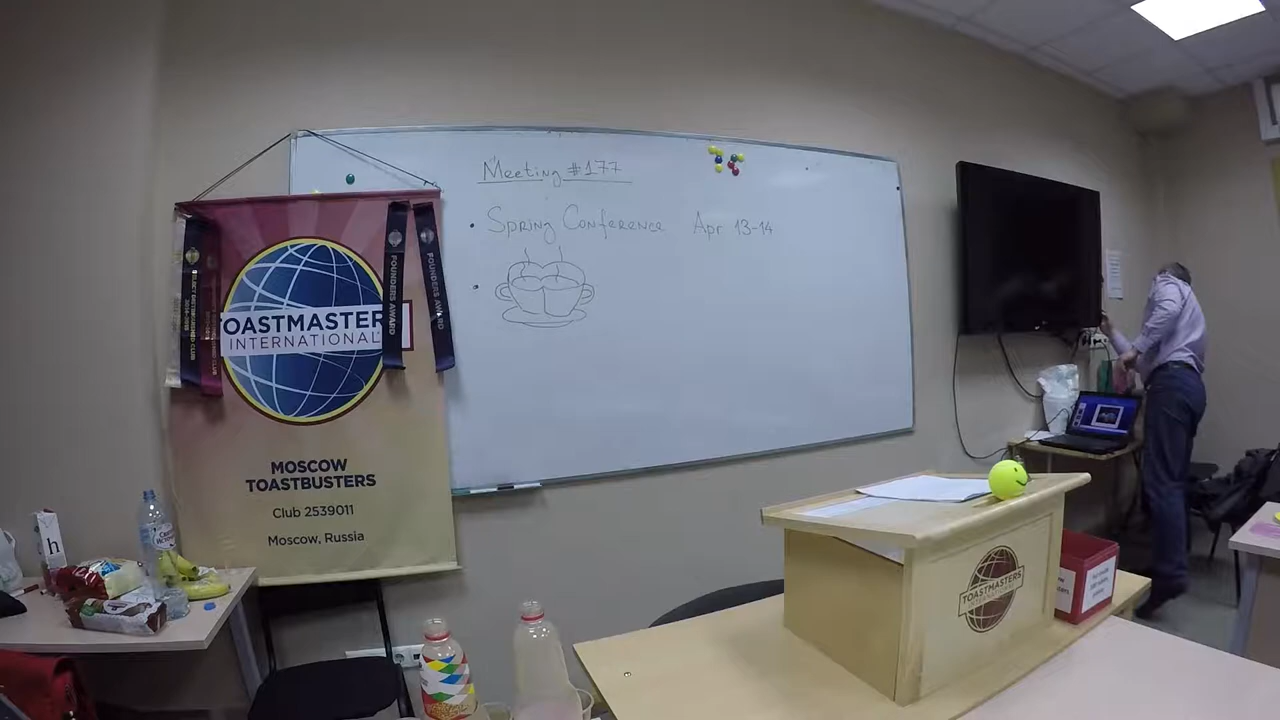 Meeting #177
Spring Conference Apr 13-14
TOASTMASTERS
INTERNATIONAL
FOUNDERS AWARD
FOUNDERS AWARD
MOSCOW
TOASTBUSTERS
Club 2539011
Moscow, Russia
h
TOASTMASTERS
INTERNATIONAL